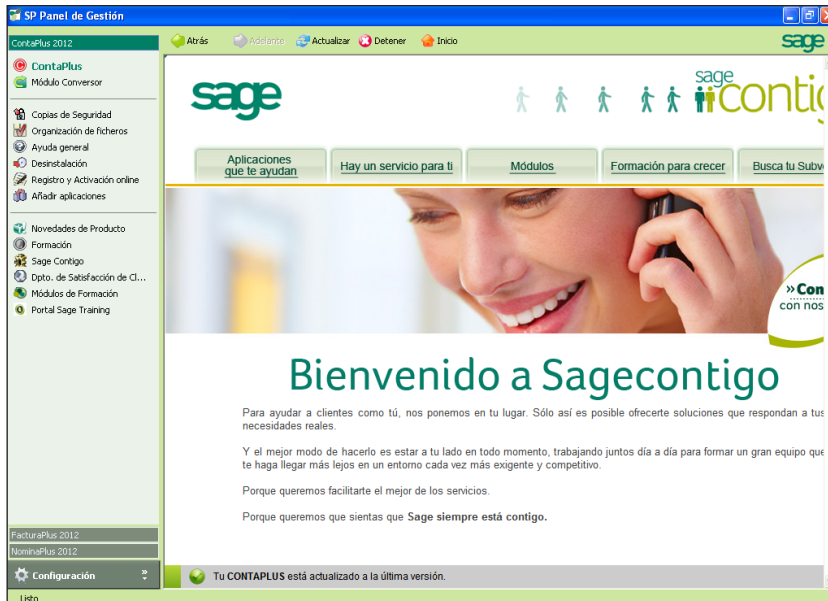 SP Panel de Gestión
ContaPlus 2012
Atrás
Adelante
Actualizar
Detener
Inicio
sage
ContaPlus
Módulo Conversor
Copias de Seguridad
Organización de ficheros
Ayuda general
Desinstalación
Registro y Activación online
Añadir aplicaciones
Novedades de Producto
Formación
Sage Contigo
Dpto. de Satisfacción de Cl...
Módulos de Formación
Portal Sage Training
FacturaPlus 2012
NominaPlus 2012
Configuración
Listo
sage
sage
contig
Aplicaciones
que te ayudan
Hay un servicio para ti
Módulos
Formación para crecer
Busca tu Subv
»Con
con nos
Bienvenido a Sagecontigo
Para ayudar a clientes como tú, nos ponemos en tu lugar. Sólo así es posible ofrecerte soluciones que respondan a tus
necesidades reales.
Y el mejor modo de hacerlo es estar a tu lado en todo momento, trabajando juntos día a día para formar un gran equipo que
te haga llegar más lejos en un entorno cada vez más exigente y competitivo.
Porque queremos facilitarte el mejor de los servicios.
Porque queremos que sientas que Sage siempre está contigo.
Tu CONTAPLUS está actualizado a la última versión.